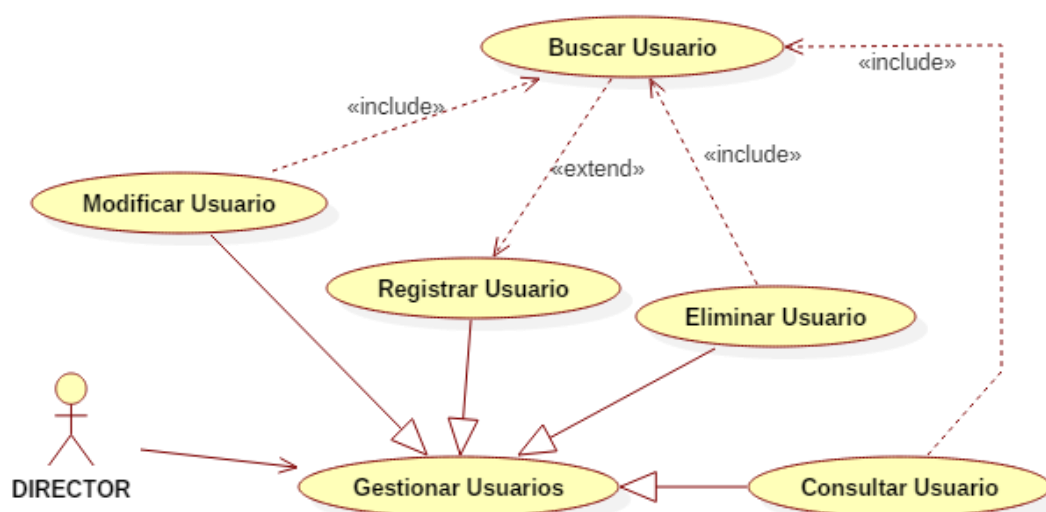 Buscar Usuario
«include»
«include»
«extend»
«include»
Modificar Usuario
Registrar Usuario
Eliminar Usuario
DIRECTOR
Gestionar Usuarios
Consultar Usuario